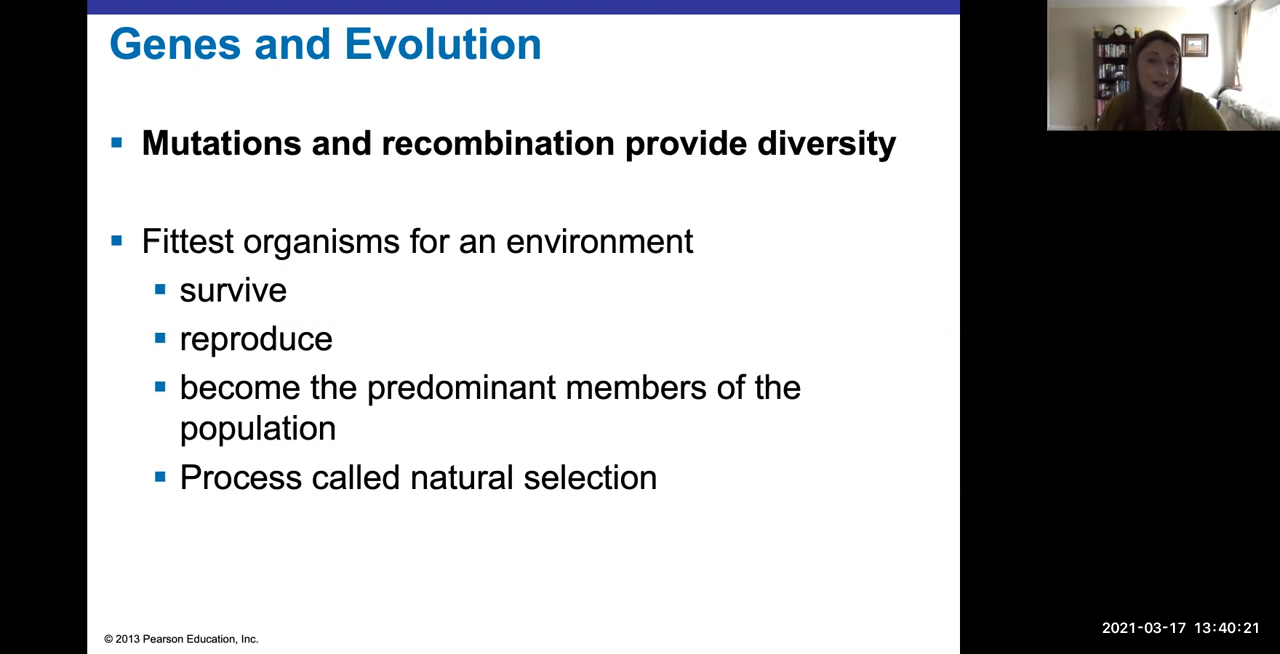 Genes and Evolution
▪ Mutations and recombination provide diversity
▪ Fittest organisms for an environment
▪ survive
▪ reproduce
▪ become the predominant members of the
population
▪ Process called natural selection
© 2013 Pearson Education, Inc.
2021-03-17 13:40:21